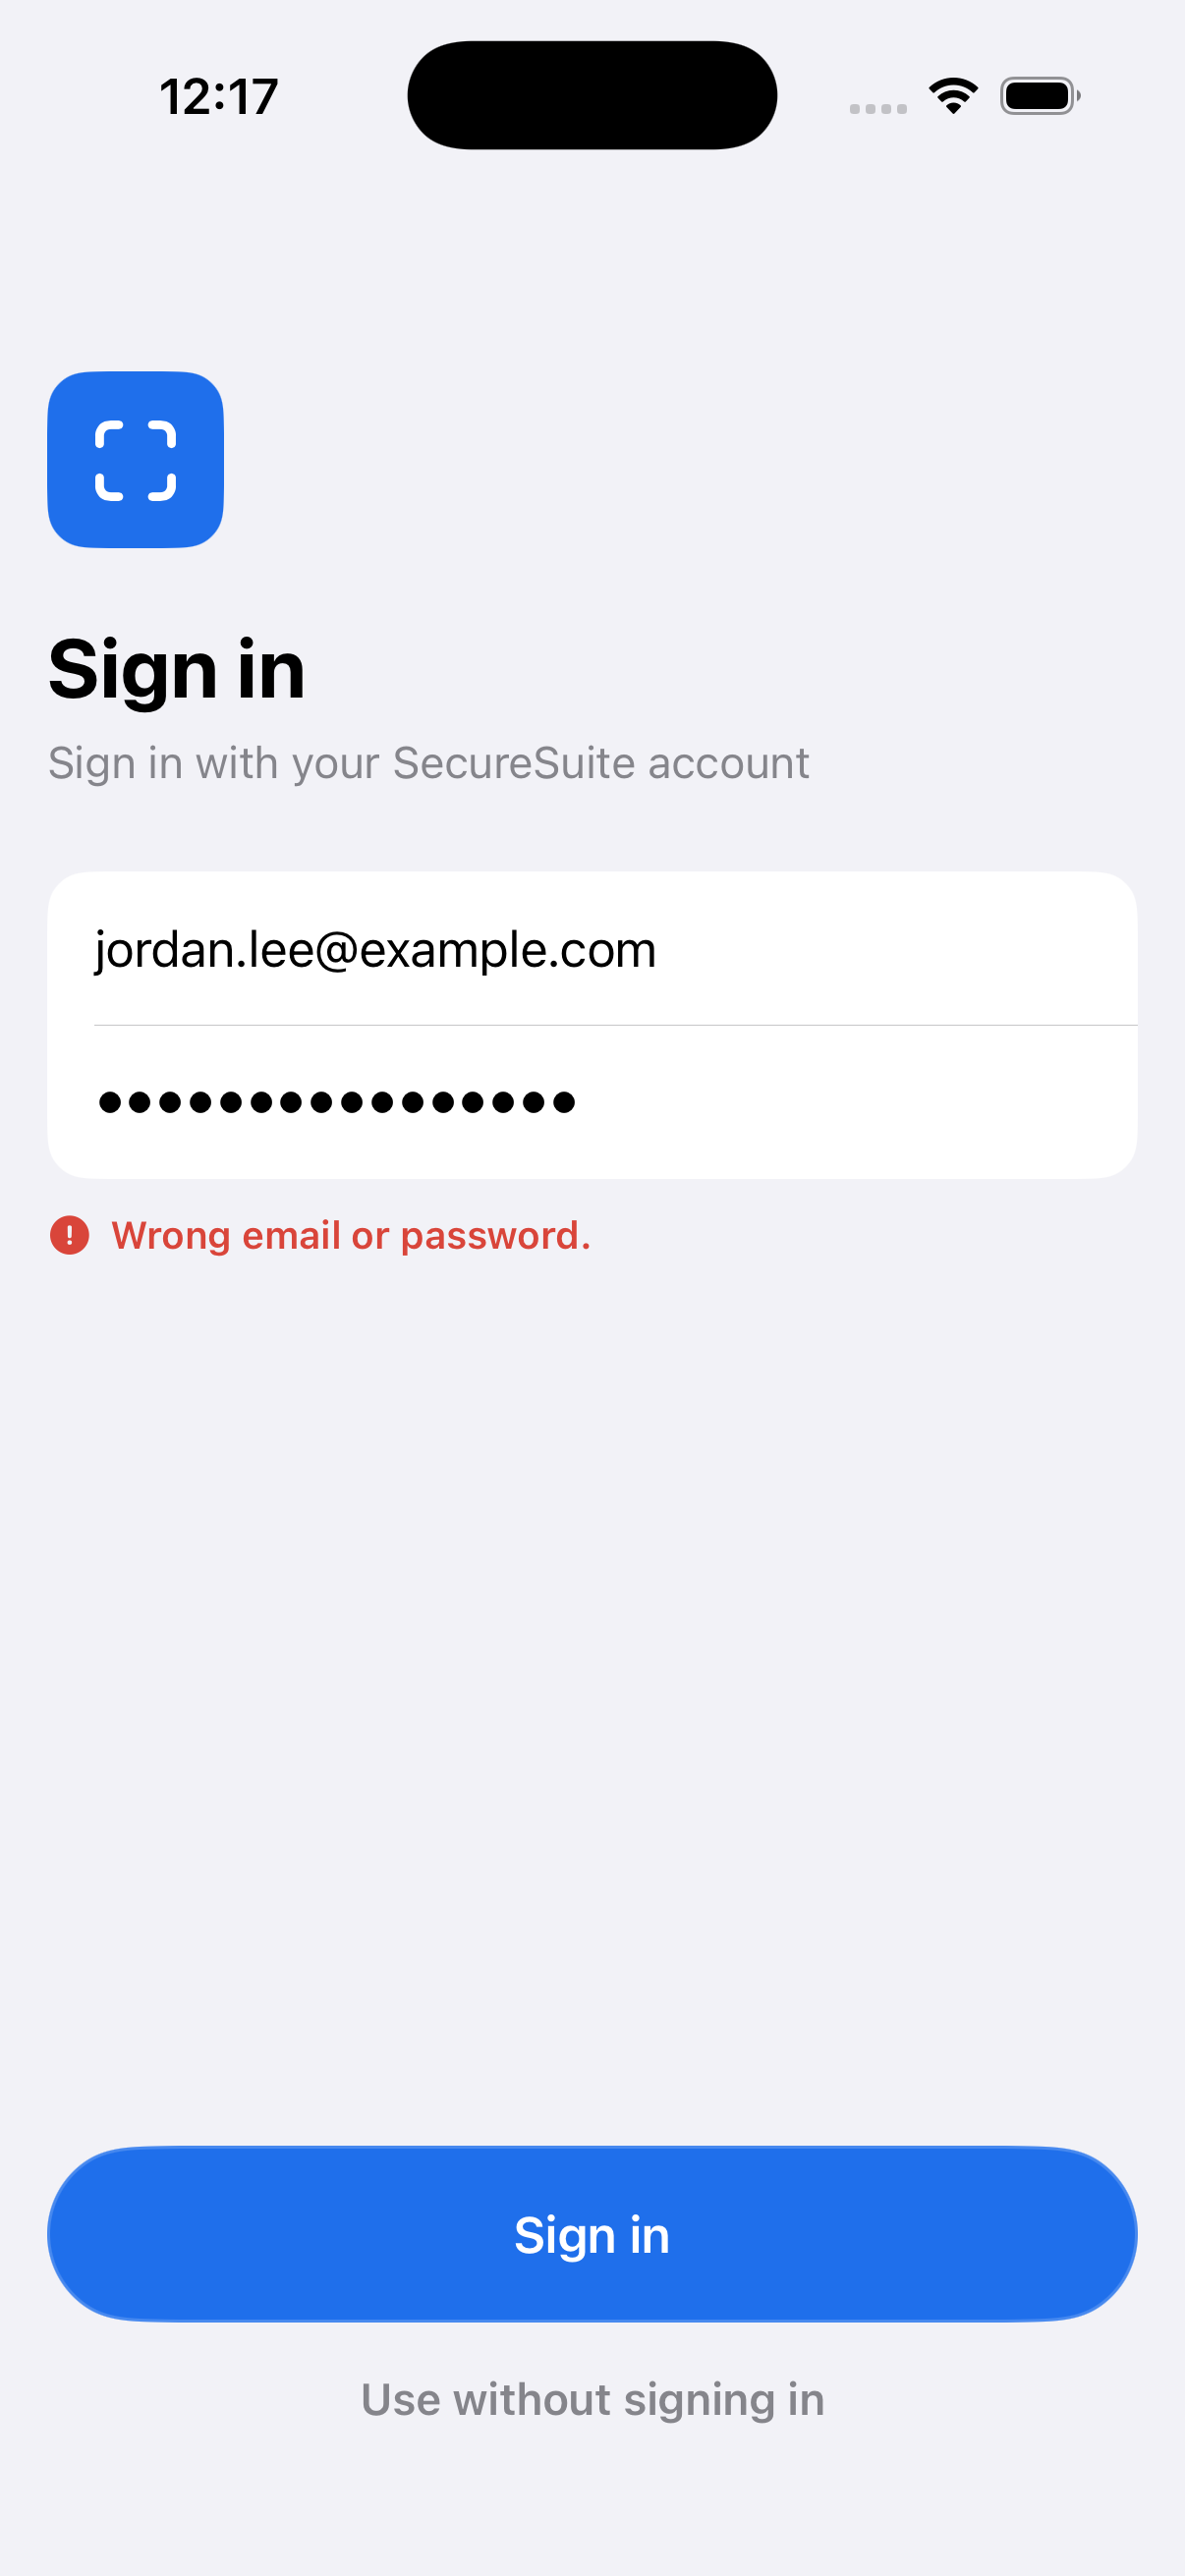 12:17
Sign in
Sign in with your SecureSuite account
jordan.lee@example.com
••••••••••••••••
Wrong email or password.
Sign in
Use without signing in